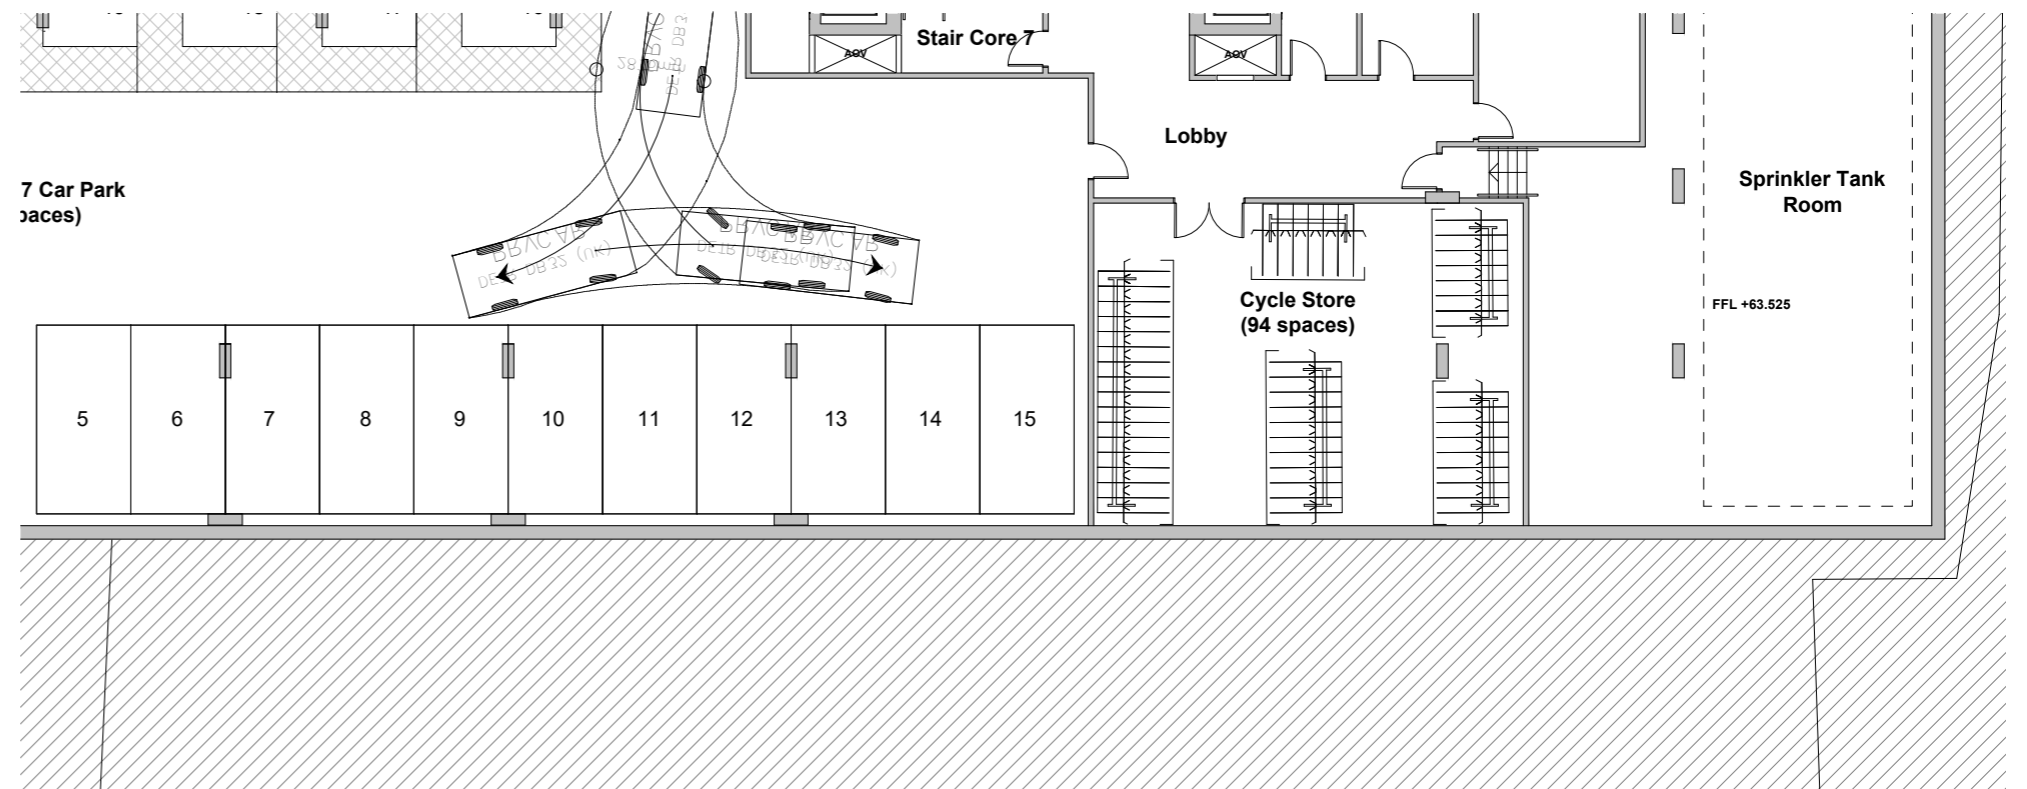 Stair Core 7
AOV
AOV
Lobby
7 Car Park
paces)
Sprinkler Tank
Room
Cycle Store
(94 spaces)
FFL +63.525
5
6
7
8
9
10
11
12
13
14
15